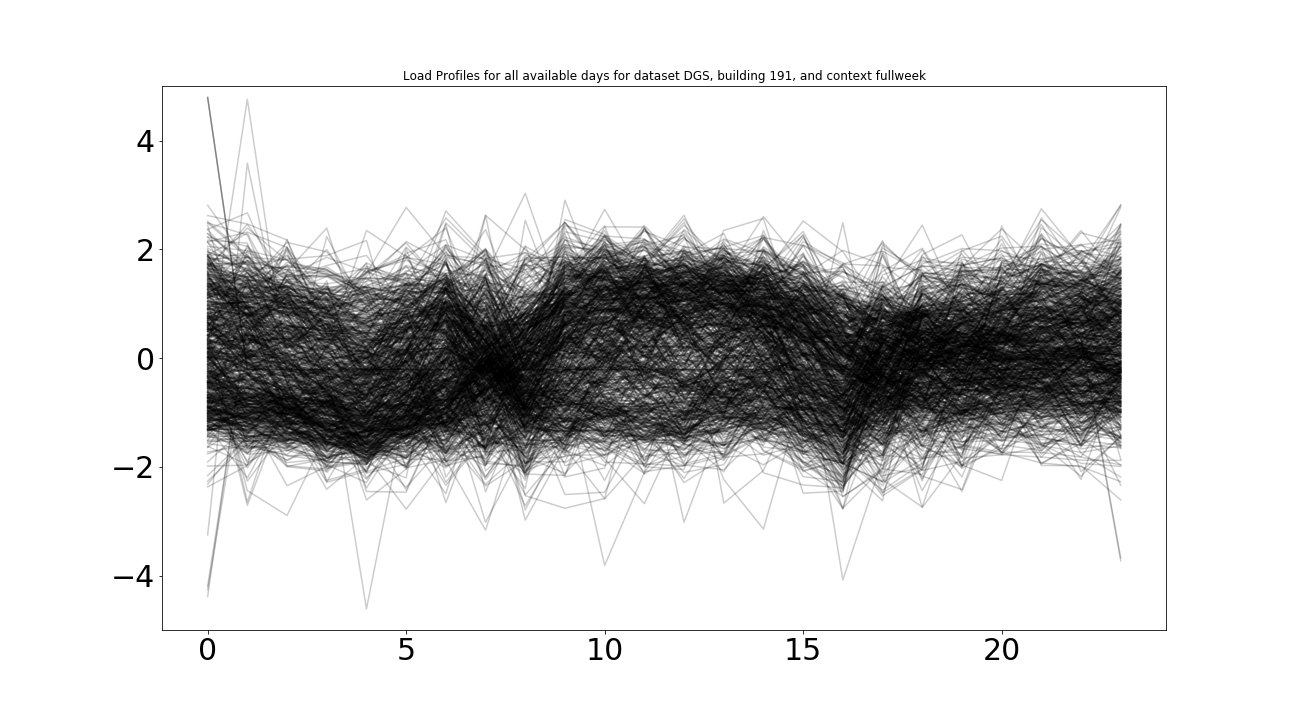 Load Profiles for all available days for dataset DGS, building 191, and context fullweek
4
2
0
−2
−4
0 5 10 15 20